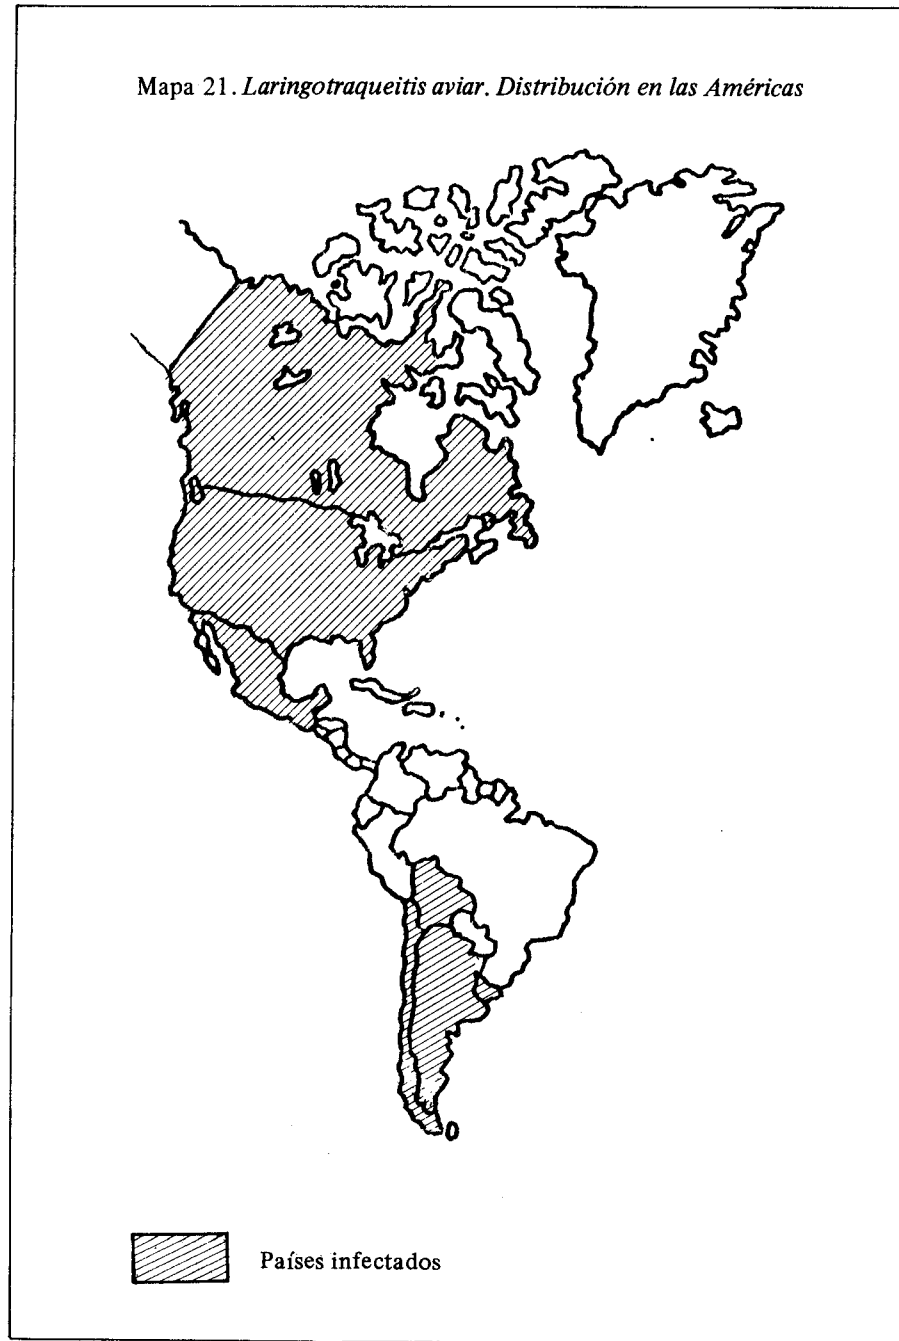 Mapa 21. Laringotraqueitis aviar. Distribución en las Américas
Países infectados